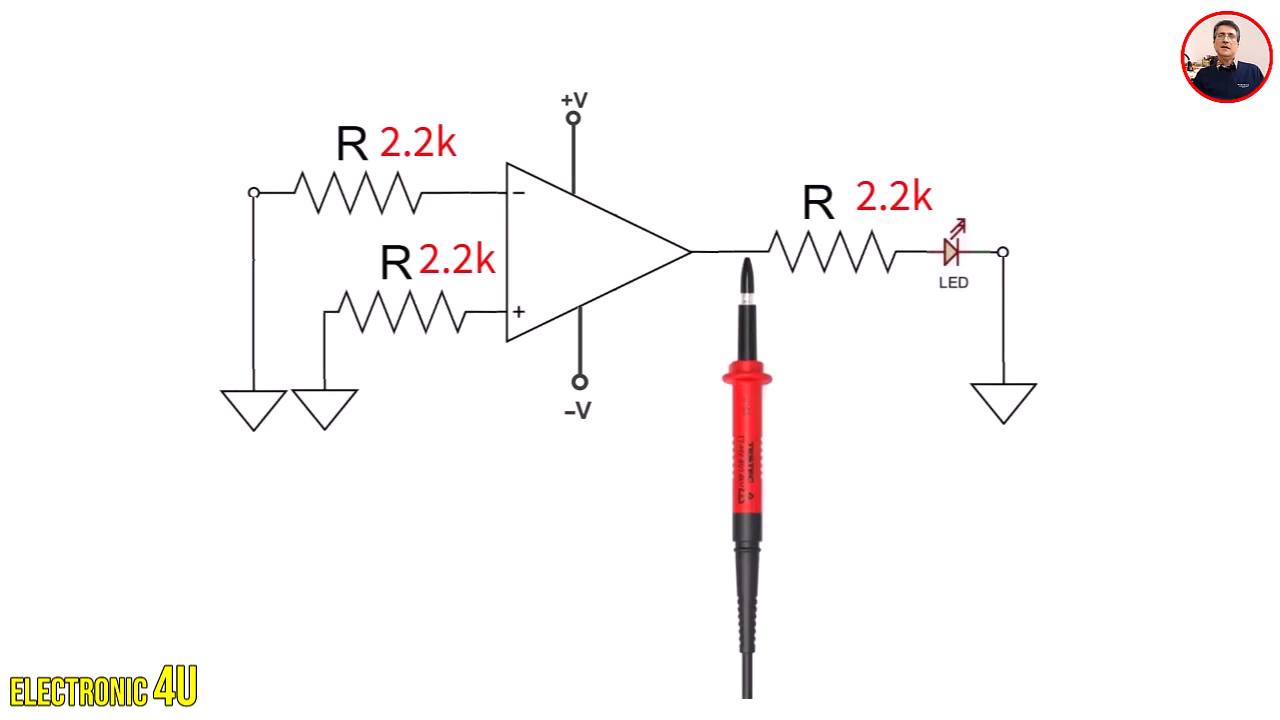 +V
R 2.2k
−
R 2.2k
+
−V
R 2.2k
LED
ELECTRONIC 4U